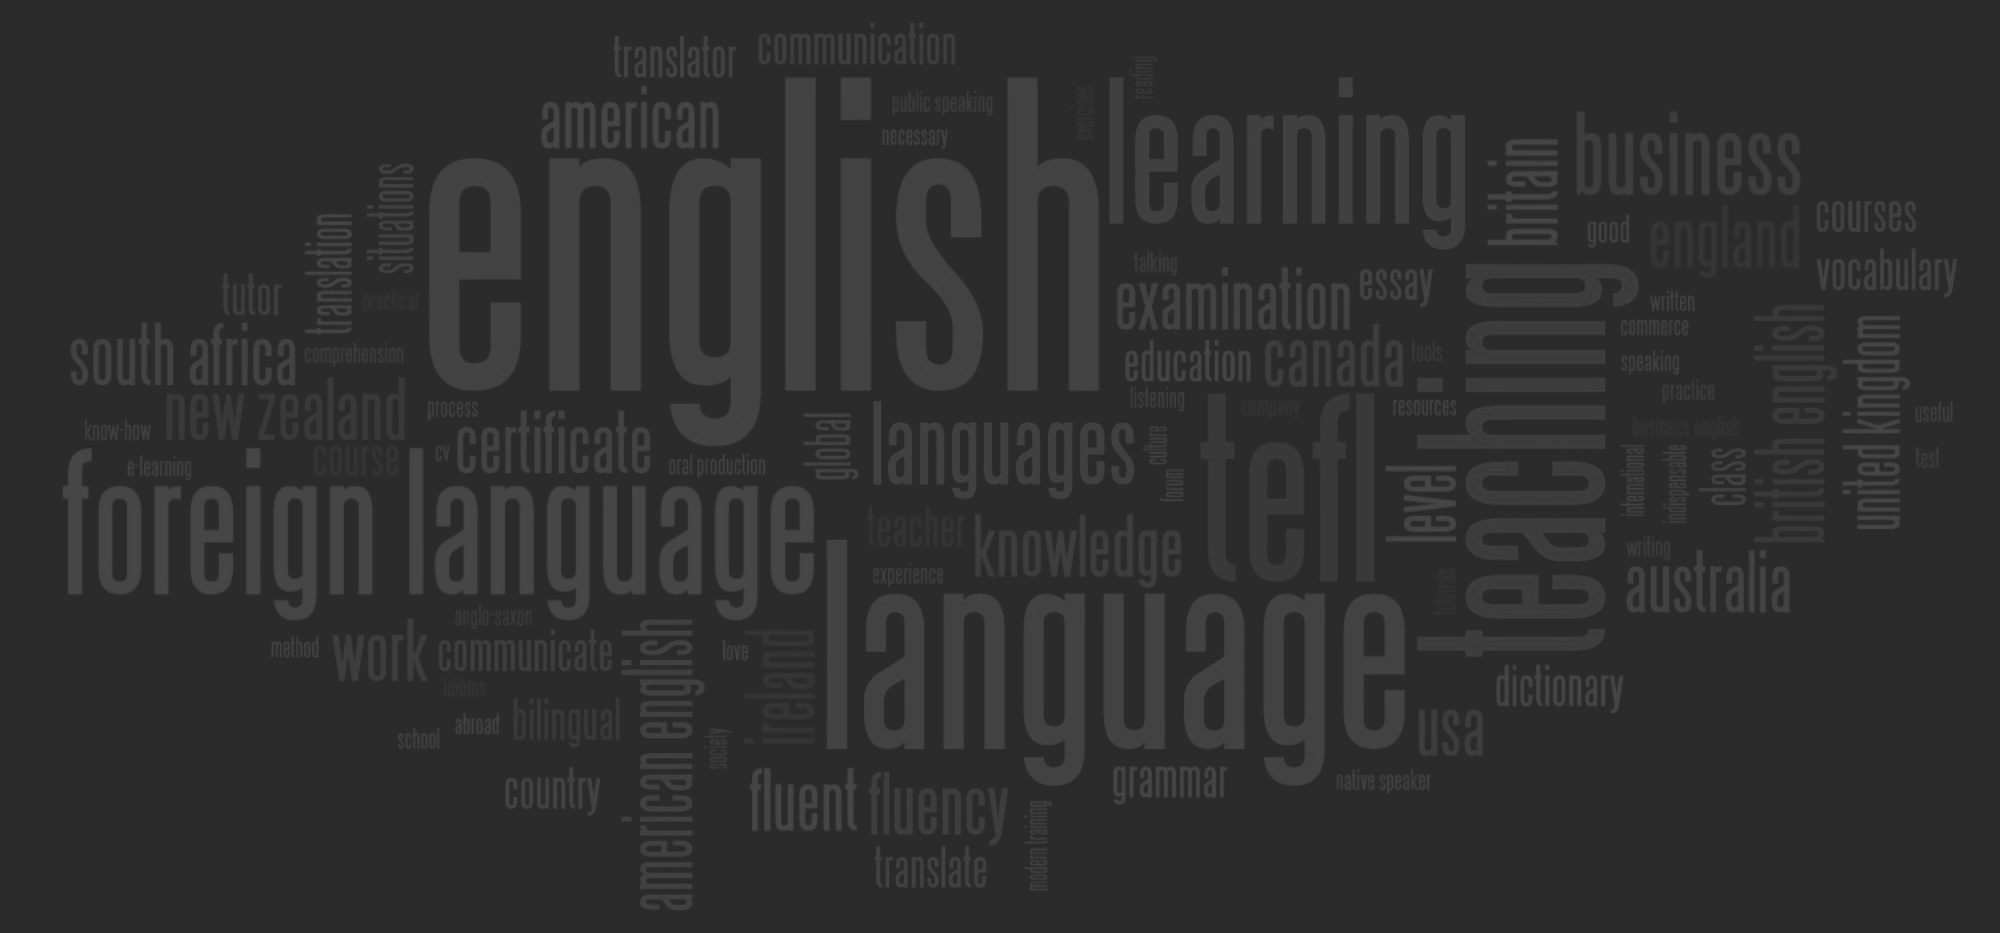 translator
communication
american
public speaking
necessary
exercises
reading
english
learning
britain
business
situations
translation
tutor
practical
good
england
courses
vocabulary
talking
examination
essay
teaching
written
commerce
south africa
comprehension
education
canada
tools
speaking
british english
united kingdom
new zealand
process
listening
company
resources
practice
useful
know-how
certificate
global
languages
culture
tefl
business english
e-learning
course
cv
oral production
forum
level
international
indispensable
class
test
foreign language
teacher
knowledge
writing
experience
language
australia
anglo-saxon
method
work
communicate
american english
love
ireland
dictionary
idioms
school
abroad
bilingual
society
usa
country
fluent
fluency
grammar
native speaker
translate
modern training